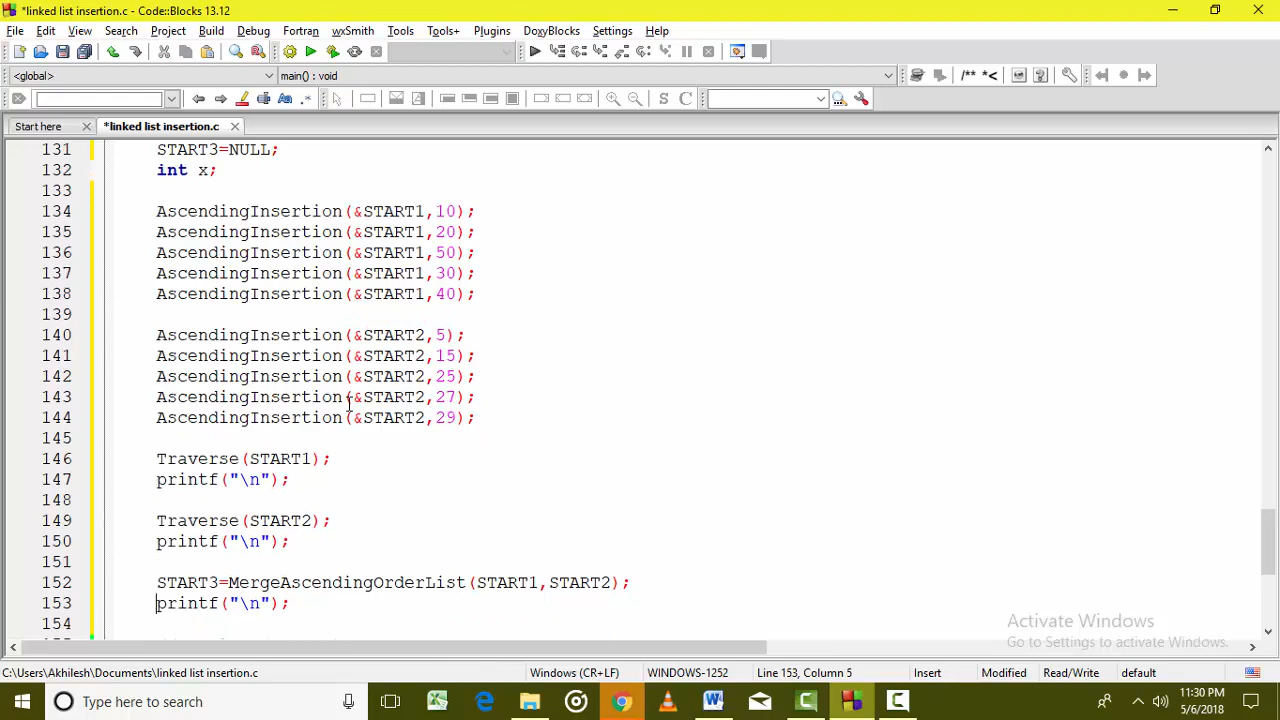 *linked list insertion.c - Code::Blocks 13.12
File Edit View Search Project Build Debug Fortran wxSmith Tools Tools+ Plugins DoxyBlocks Settings Help
<global> main() : void /** *<
S C
Start here *linked list insertion.c
131 START3=NULL;
132 int x;
133
134 AscendingInsertion(&START1,10);
135 AscendingInsertion(&START1,20);
136 AscendingInsertion(&START1,50);
137 AscendingInsertion(&START1,30);
138 AscendingInsertion(&START1,40);
139
140 AscendingInsertion(&START2,5);
141 AscendingInsertion(&START2,15);
142 AscendingInsertion(&START2,25);
143 AscendingInsertion(&START2,27);
144 AscendingInsertion(&START2,29);
145
146 Traverse(START1);
147 printf("\n");
148
149 Traverse(START2);
150 printf("\n");
151
152 START3=MergeAscendingOrderList(START1,START2);
153 printf("\n");
154
Activate Windows
Go to Settings to activate Windows.
C:\Users\Akhilesh\Documents\linked list insertion.c Windows (CR+LF) WINDOWS-1252 Line 153, Column 5 Insert Modified Read/Write default
Type here to search
11:30 PM
5/6/2018